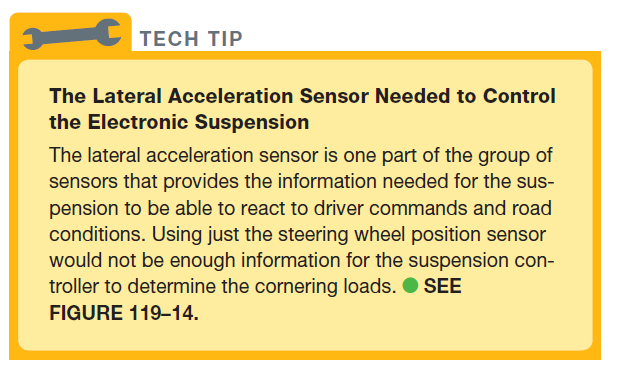 TECH TIP
The Lateral Acceleration Sensor Needed to Control
the Electronic Suspension
The lateral acceleration sensor is one part of the group of
sensors that provides the information needed for the sus-
pension to be able to react to driver commands and road
conditions. Using just the steering wheel position sensor
would not be enough information for the suspension con-
troller to determine the cornering loads. ● SEE
FIGURE 119–14.